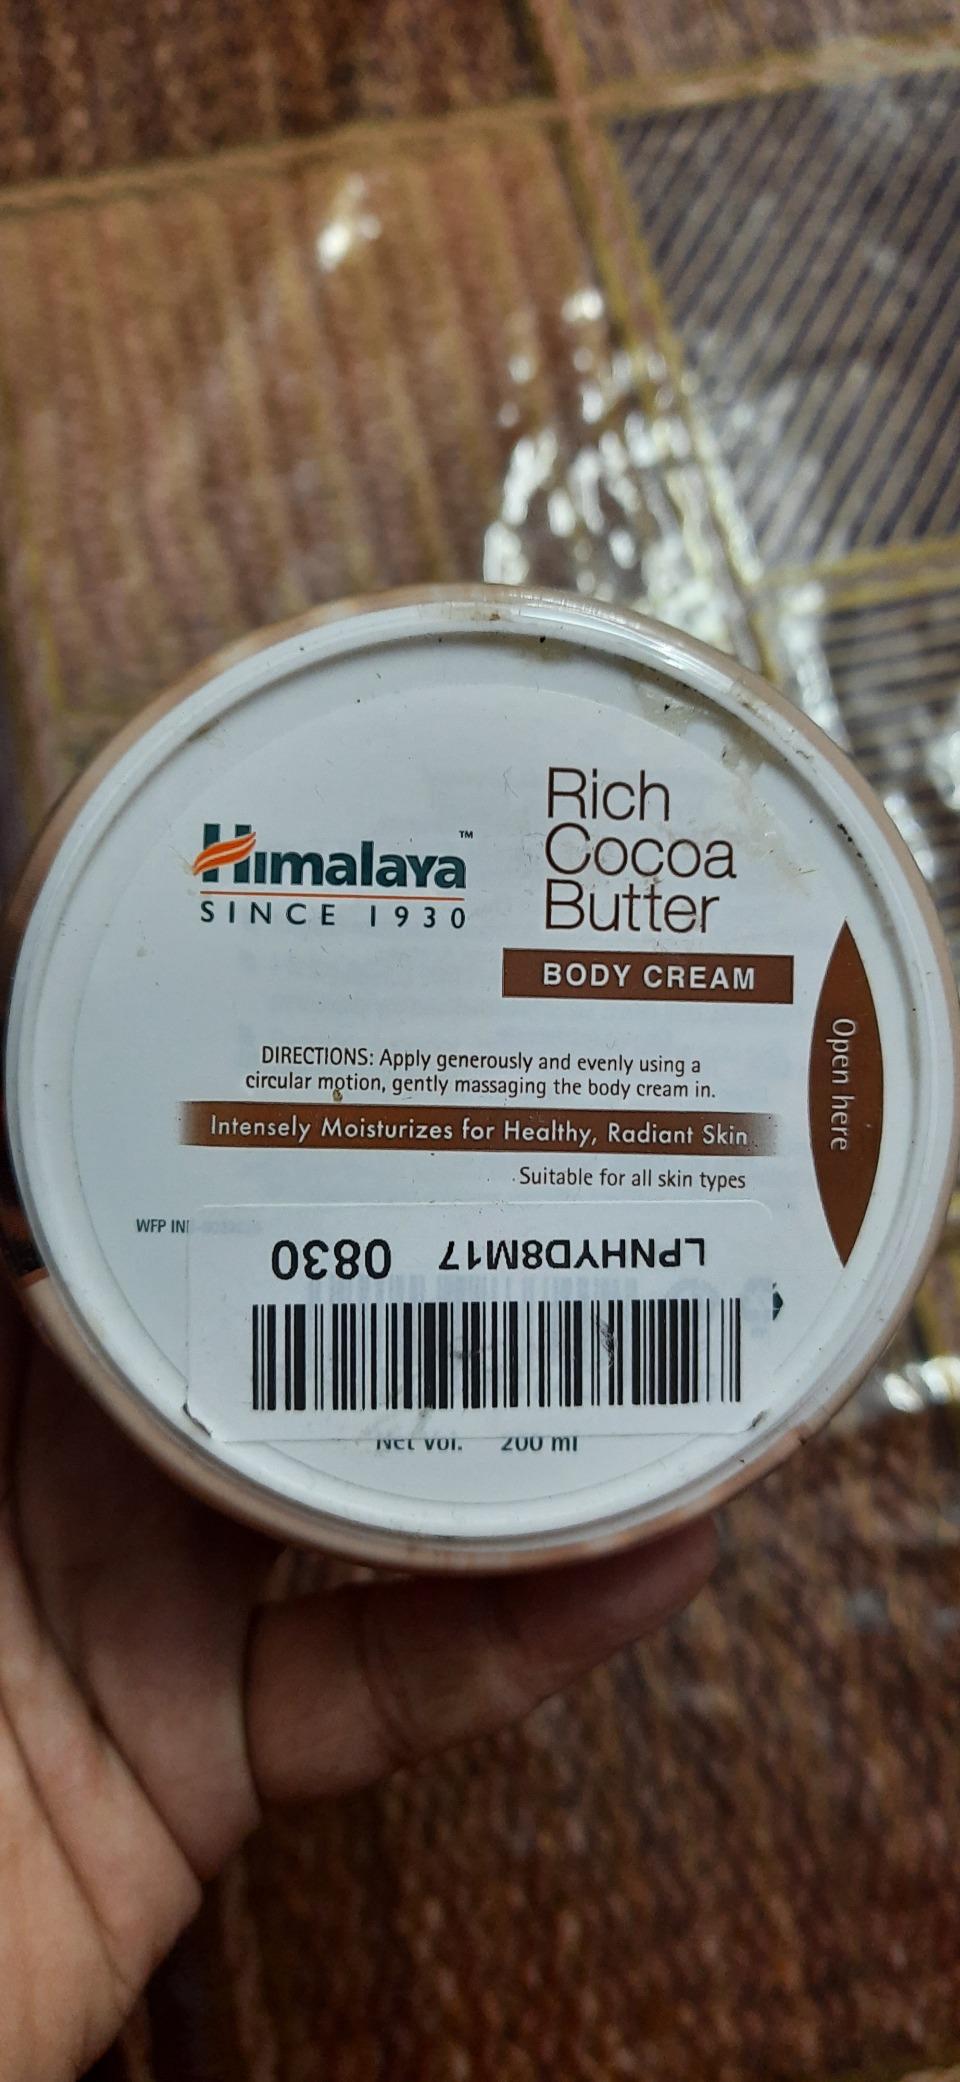 Himalaya™
SINCE 1930
Rich
Cocoa
Butter
BODY CREAM
Open here
DIRECTIONS: Apply generously and evenly using a
circular motion, gently massaging the body cream in.
Intensely Moisturizes for Healthy, Radiant Skin
Suitable for all skin types
WFP IN
LPNHYD8M17 0830
Net Vol. 200 ml